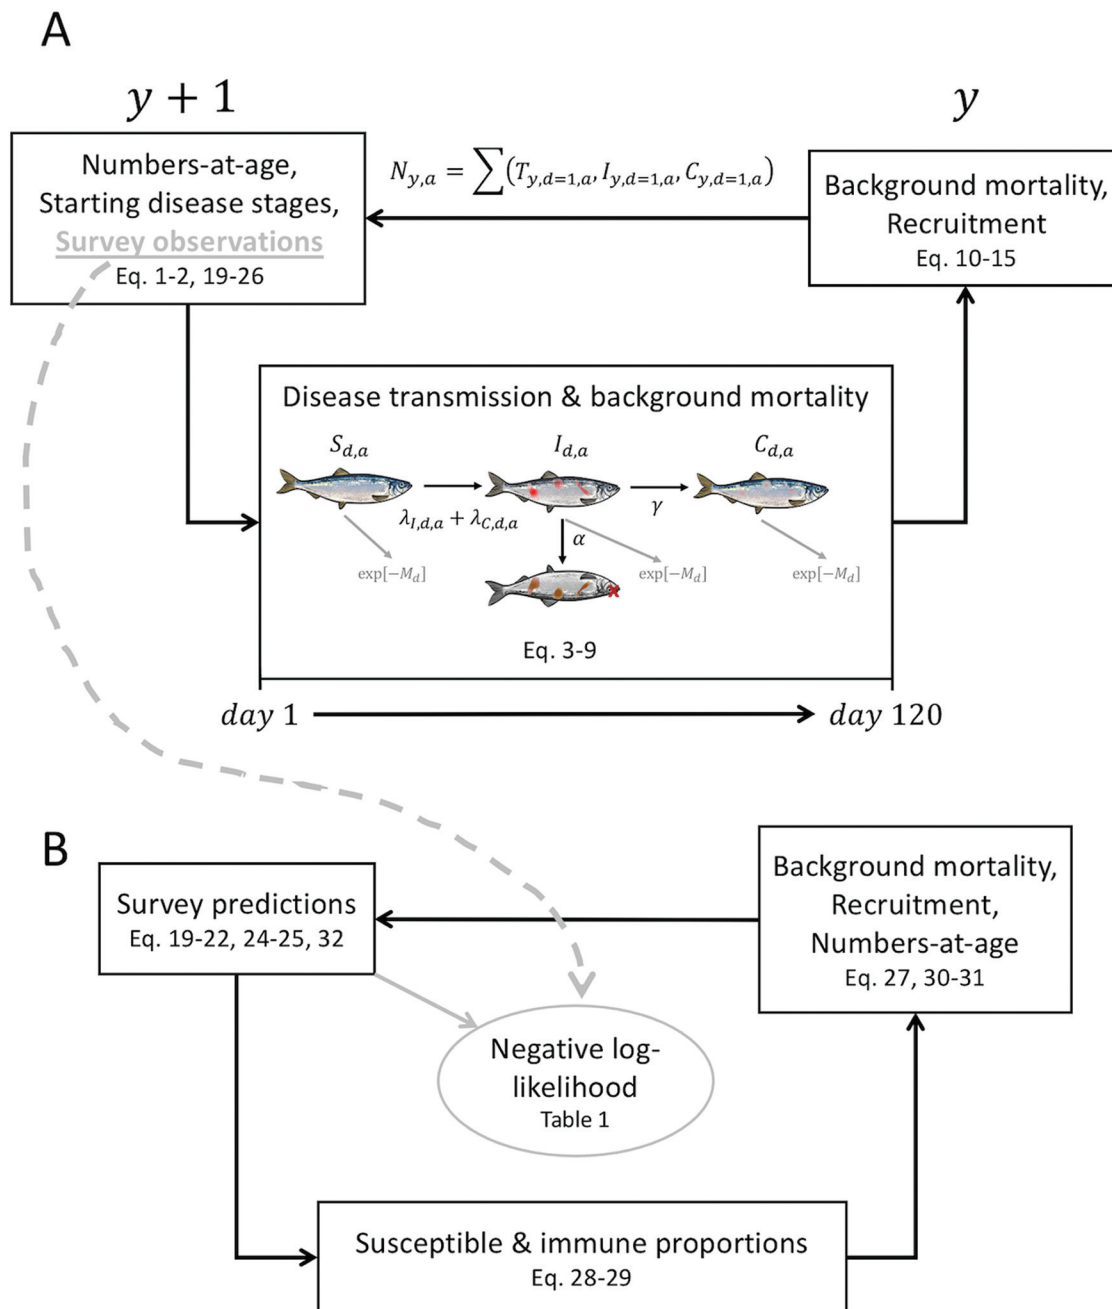 A
y + 1
y
Numbers-at-age,
Starting disease stages,
Survey observations
Eq. 1-2, 19-26
N_{y,a} = ∑(T_{y,d=1,a}, I_{y,d=1,a}, C_{y,d=1,a})
Background mortality,
Recruitment
Eq. 10-15
Disease transmission & background mortality
S_{d,a}
I_{d,a}
C_{d,a}
λ_{I,d,a} + λ_{C,d,a}
γ
α
exp[−M_d]
exp[−M_d]
exp[−M_d]
Eq. 3-9
day 1
day 120
B
Survey predictions
Eq. 19-22, 24-25, 32
Background mortality,
Recruitment,
Numbers-at-age
Eq. 27, 30-31
Negative log-
likelihood
Table 1
Susceptible & immune proportions
Eq. 28-29